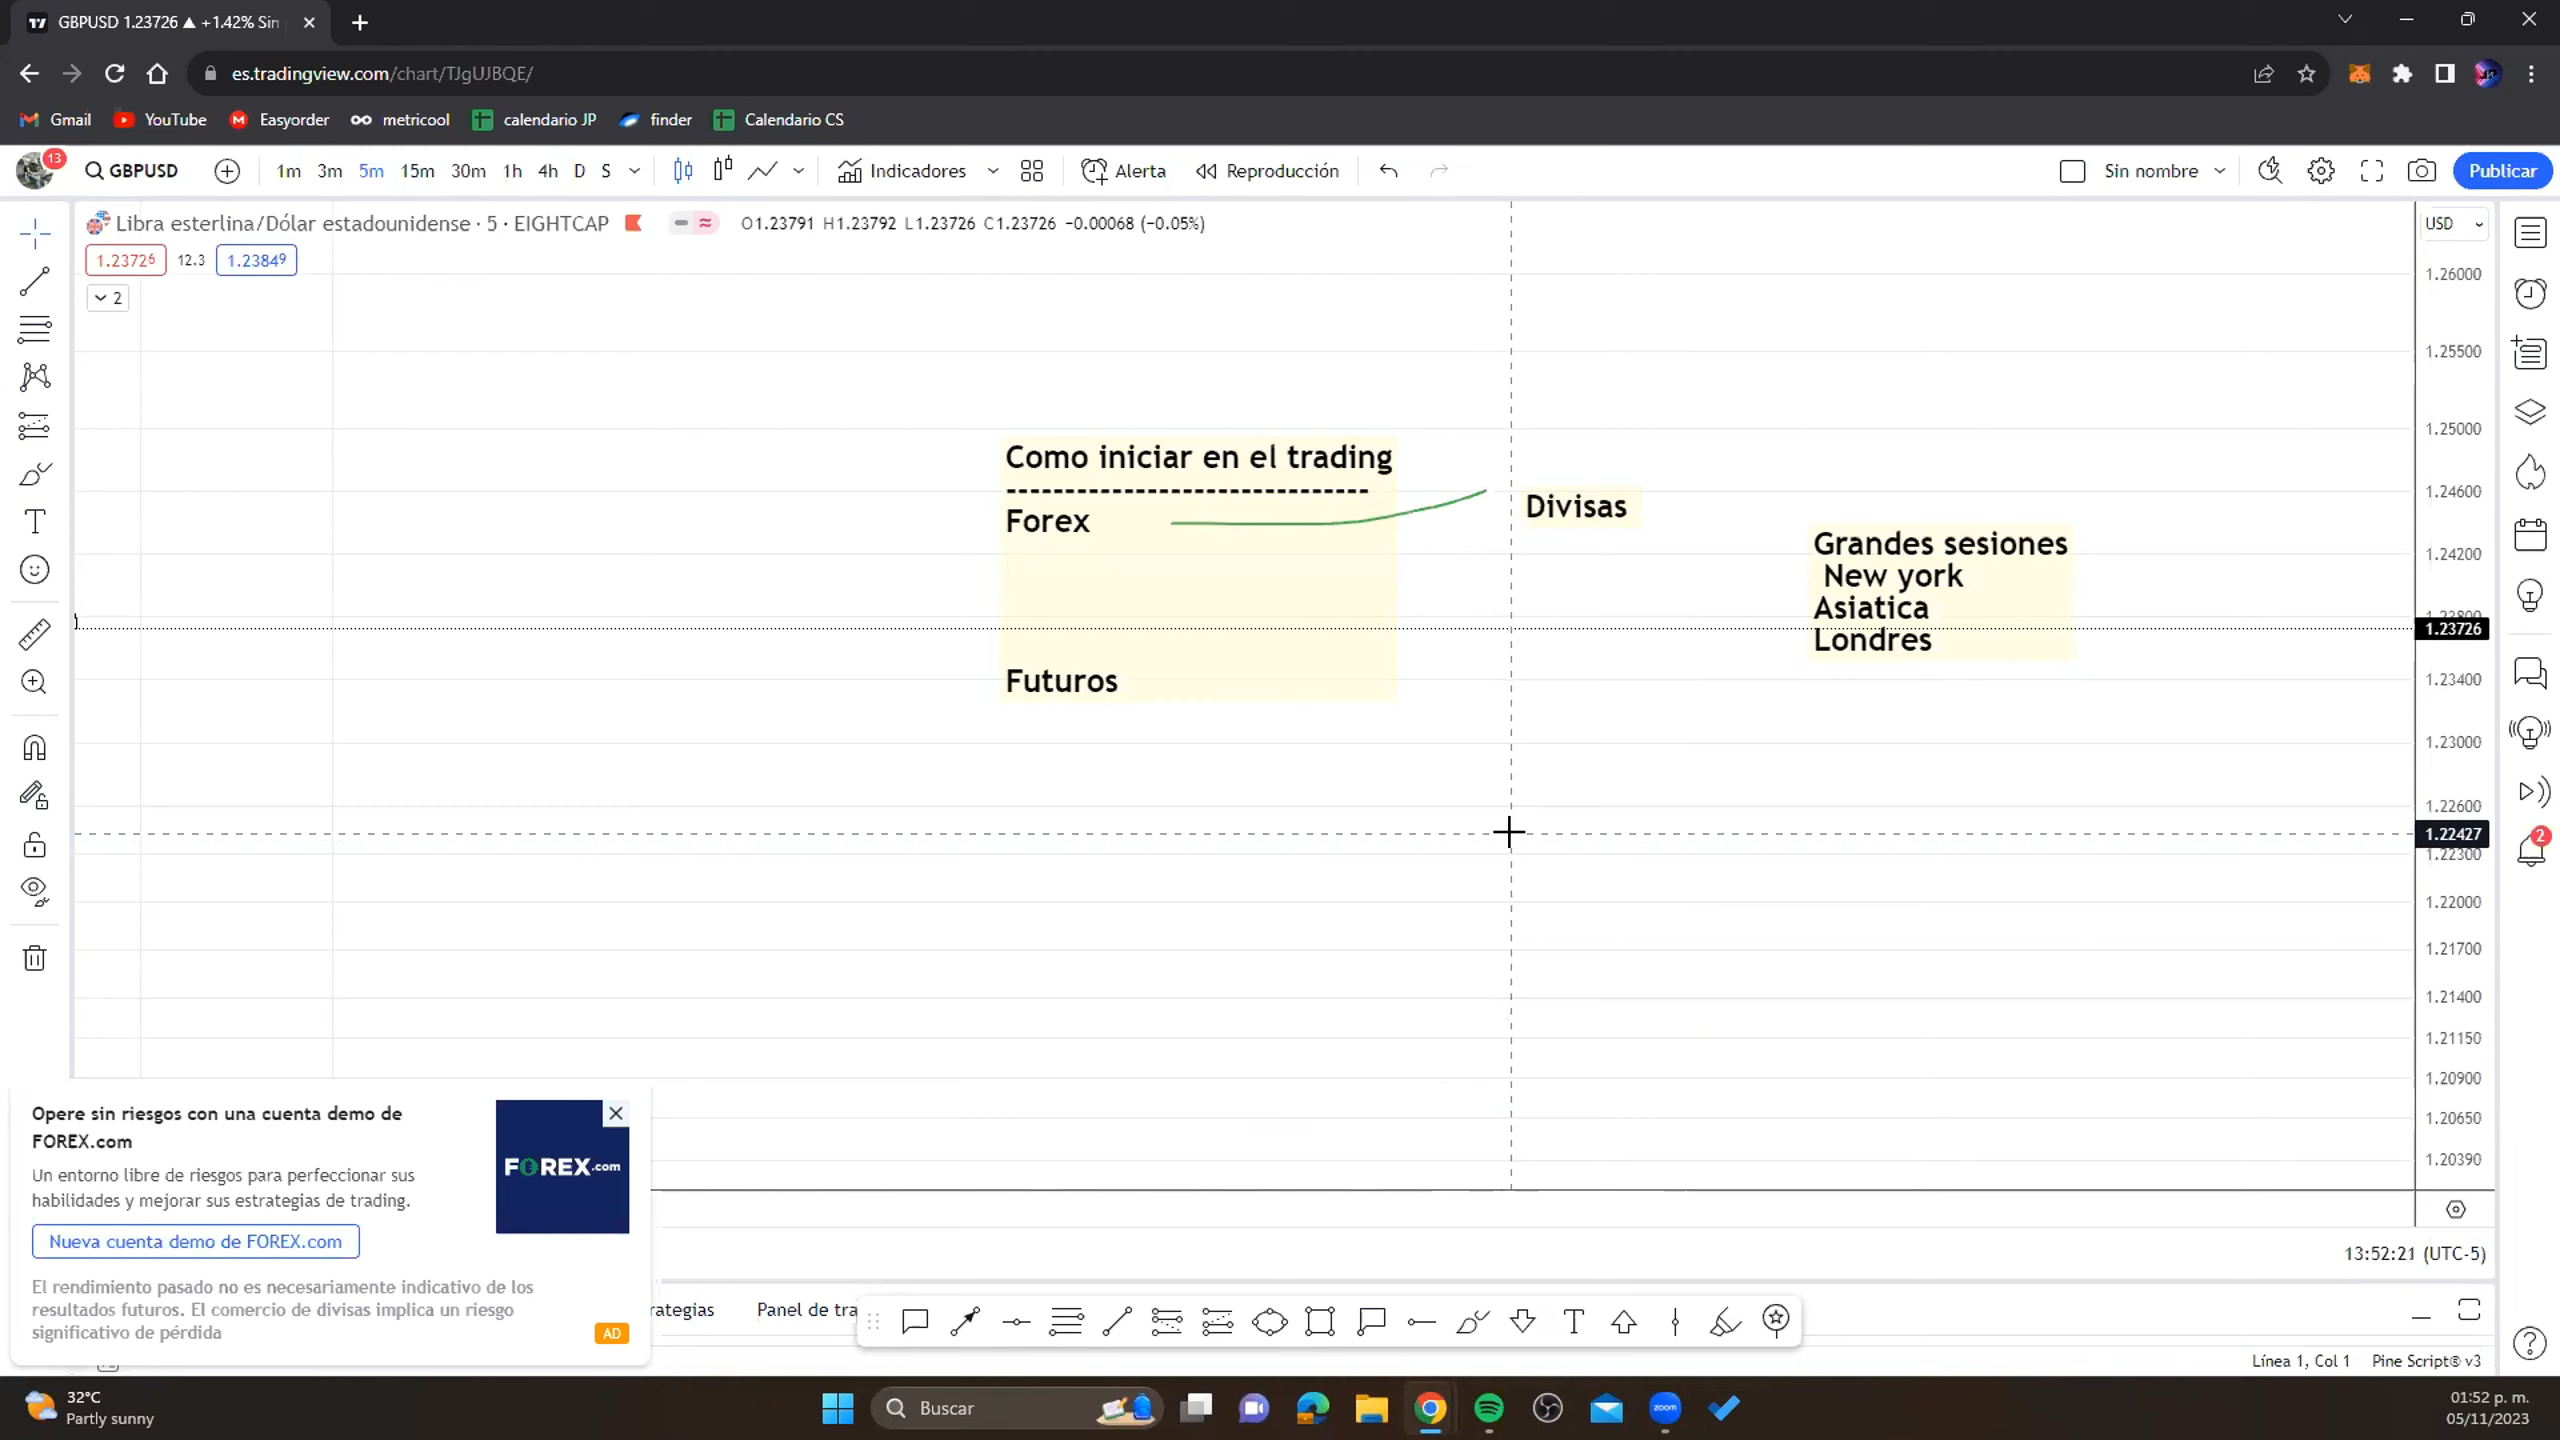 GBPUSD 1.23726 ▲ +1.42% Sin
es.tradingview.com/chart/TJgUJBQE/
Gmail YouTube Easyorder metricool calendario JP finder Calendario CS
13
GBPUSD 1m 3m 5m 15m 30m 1h 4h D S Indicadores Alerta Reproducción Sin nombre Publicar
Libra esterlina/Dólar estadounidense · 5 · EIGHTCAP O1.23791 H1.23792 L1.23726 C1.23726 −0.00068 (−0.05%)
USD
1.23726 12.3 1.23849
2
1.26000
1.25500
1.25000
1.24600
1.24200
1.23800
1.23726
1.23400
1.23000
1.22600
1.22427
1.22300
1.22000
1.21700
1.21400
1.21150
1.20900
1.20650
1.20390
Como iniciar en el trading
----------------------------
Forex
Futuros
Divisas
Grandes sesiones
New york
Asiatica
Londres
2
Opere sin riesgos con una cuenta demo de
FOREX.com
Un entorno libre de riesgos para perfeccionar sus
habilidades y mejorar sus estrategias de trading.
Nueva cuenta demo de FOREX.com
El rendimiento pasado no es necesariamente indicativo de los
resultados futuros. El comercio de divisas implica un riesgo
significativo de pérdida
AD
FOREX.com
13:52:21 (UTC-5)
rategias Panel de tra
Línea 1, Col 1 Pine Script® v3
32°C
Partly sunny
Buscar
zoom
01:52 p. m.
05/11/2023